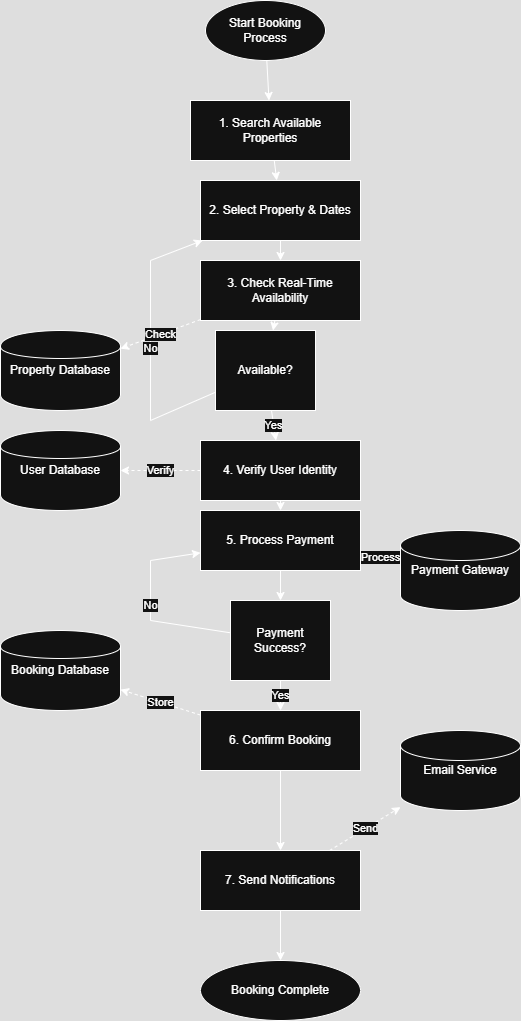 Start Booking
Process
1. Search Available
Properties
2. Select Property & Dates
3. Check Real-Time
Availability
Check
No
Property Database
Available?
Yes
User Database
Verify
4. Verify User Identity
5. Process Payment
Process
Payment Gateway
No
Payment
Success?
Booking Database
Yes
Store
6. Confirm Booking
Email Service
Send
7. Send Notifications
Booking Complete